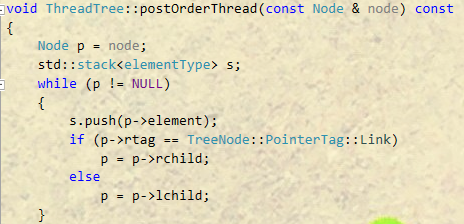 void ThreadTree::postOrderThread(const Node & node) const
{
Node p = node;
std::stack<elementType> s;
while (p != NULL)
{
s.push(p->element);
if (p->rtag == TreeNode::PointerTag::Link)
p = p->rchild;
else
p = p->lchild;
}